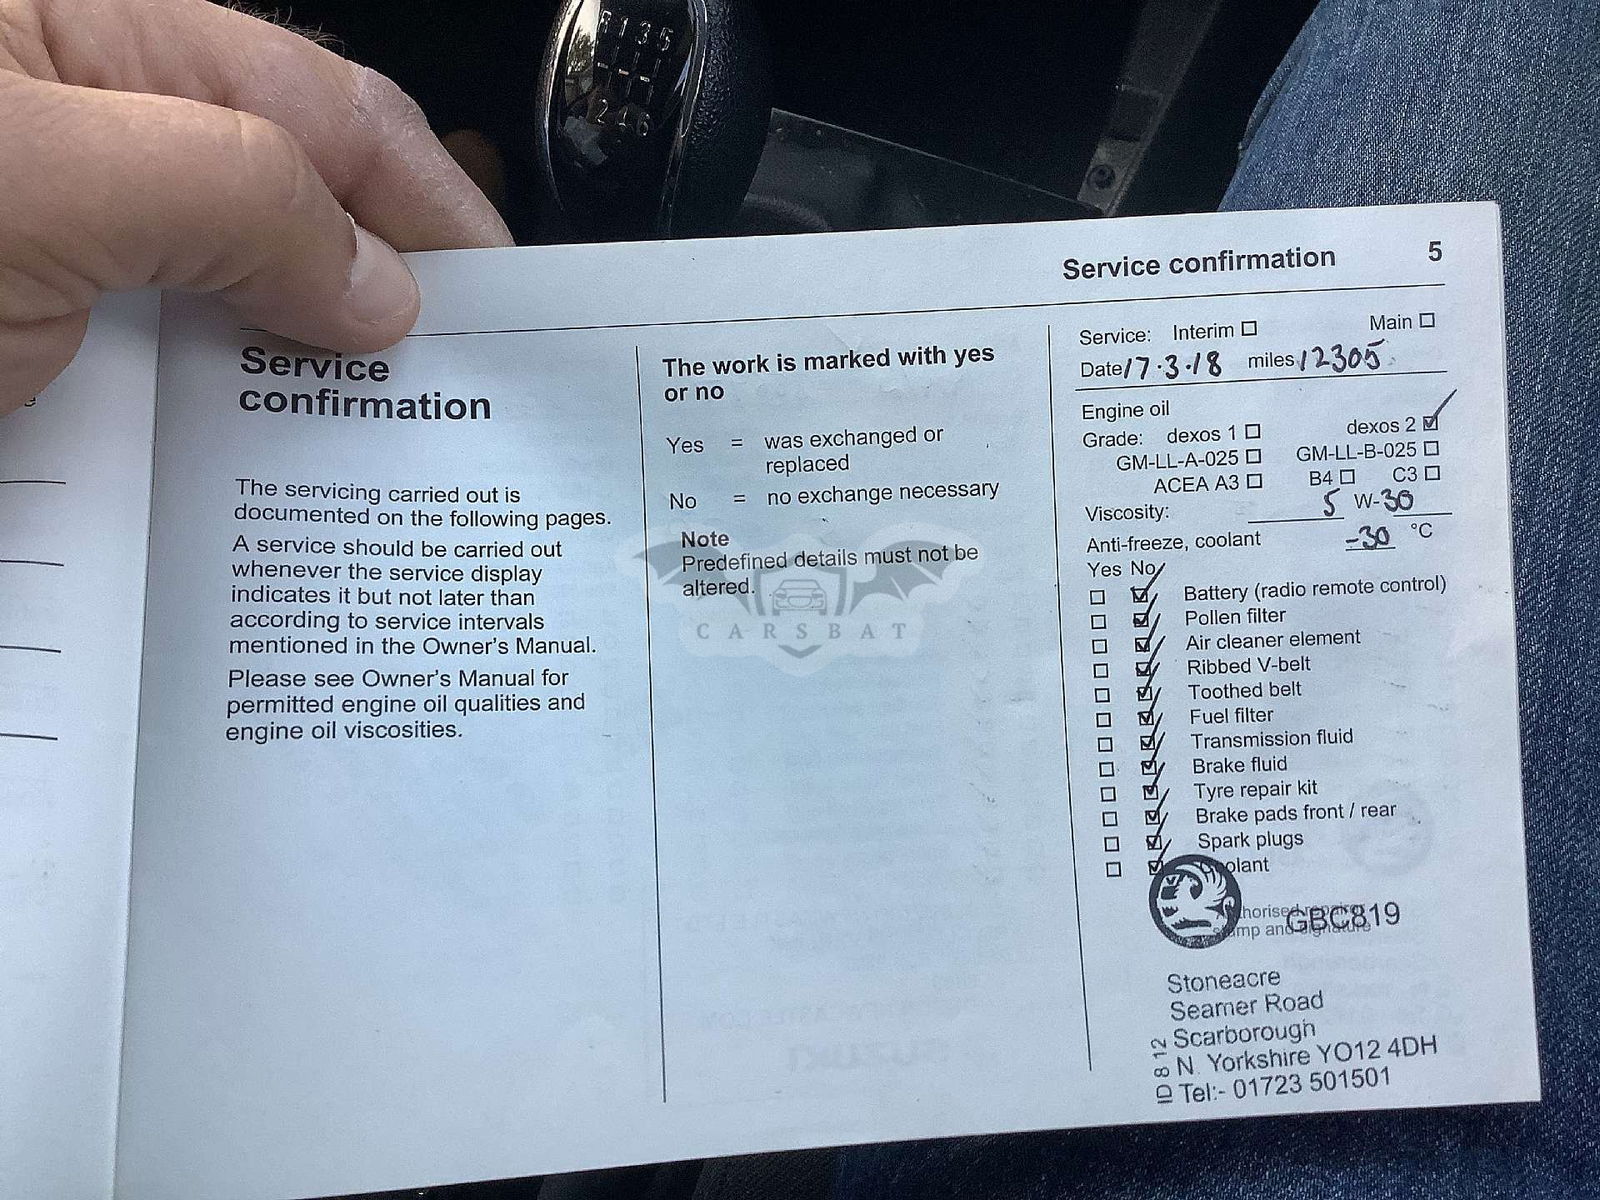 R 1 3 5
2 4 6
Service confirmation 5
Service
confirmation
The servicing carried out is
documented on the following pages.
A service should be carried out
whenever the service display
indicates it but not later than
according to service intervals
mentioned in the Owner's Manual.
Please see Owner's Manual for
permitted engine oil qualities and
engine oil viscosities.
The work is marked with yes
or no
Yes = was exchanged or
replaced
No = no exchange necessary
Note
Predefined details must not be
altered.
CARSBAT
Service: Interim ☐ Main ☐
Date 17.3.18 miles 12305
Engine oil
Grade: dexos 1 ☐ dexos 2 ☑
GM-LL-A-025 ☐ GM-LL-B-025 ☐
ACEA A3 ☐ B4 ☐ C3 ☐
Viscosity: 5 W-30
Anti-freeze, coolant -30 °C
Yes No
☐ ☑ Battery (radio remote control)
☐ ☑ Pollen filter
☐ ☑ Air cleaner element
☐ ☑ Ribbed V-belt
☐ ☑ Toothed belt
☐ ☑ Fuel filter
☐ ☑ Transmission fluid
☐ ☑ Brake fluid
☐ ☑ Tyre repair kit
☐ ☑ Brake pads front / rear
☐ ☑ Spark plugs
☐ ☑ Coolant
GBC819
Stoneacre
Seamer Road
Scarborough
N. Yorkshire YO12 4DH
Tel:- 01723 501501
ID 8 12